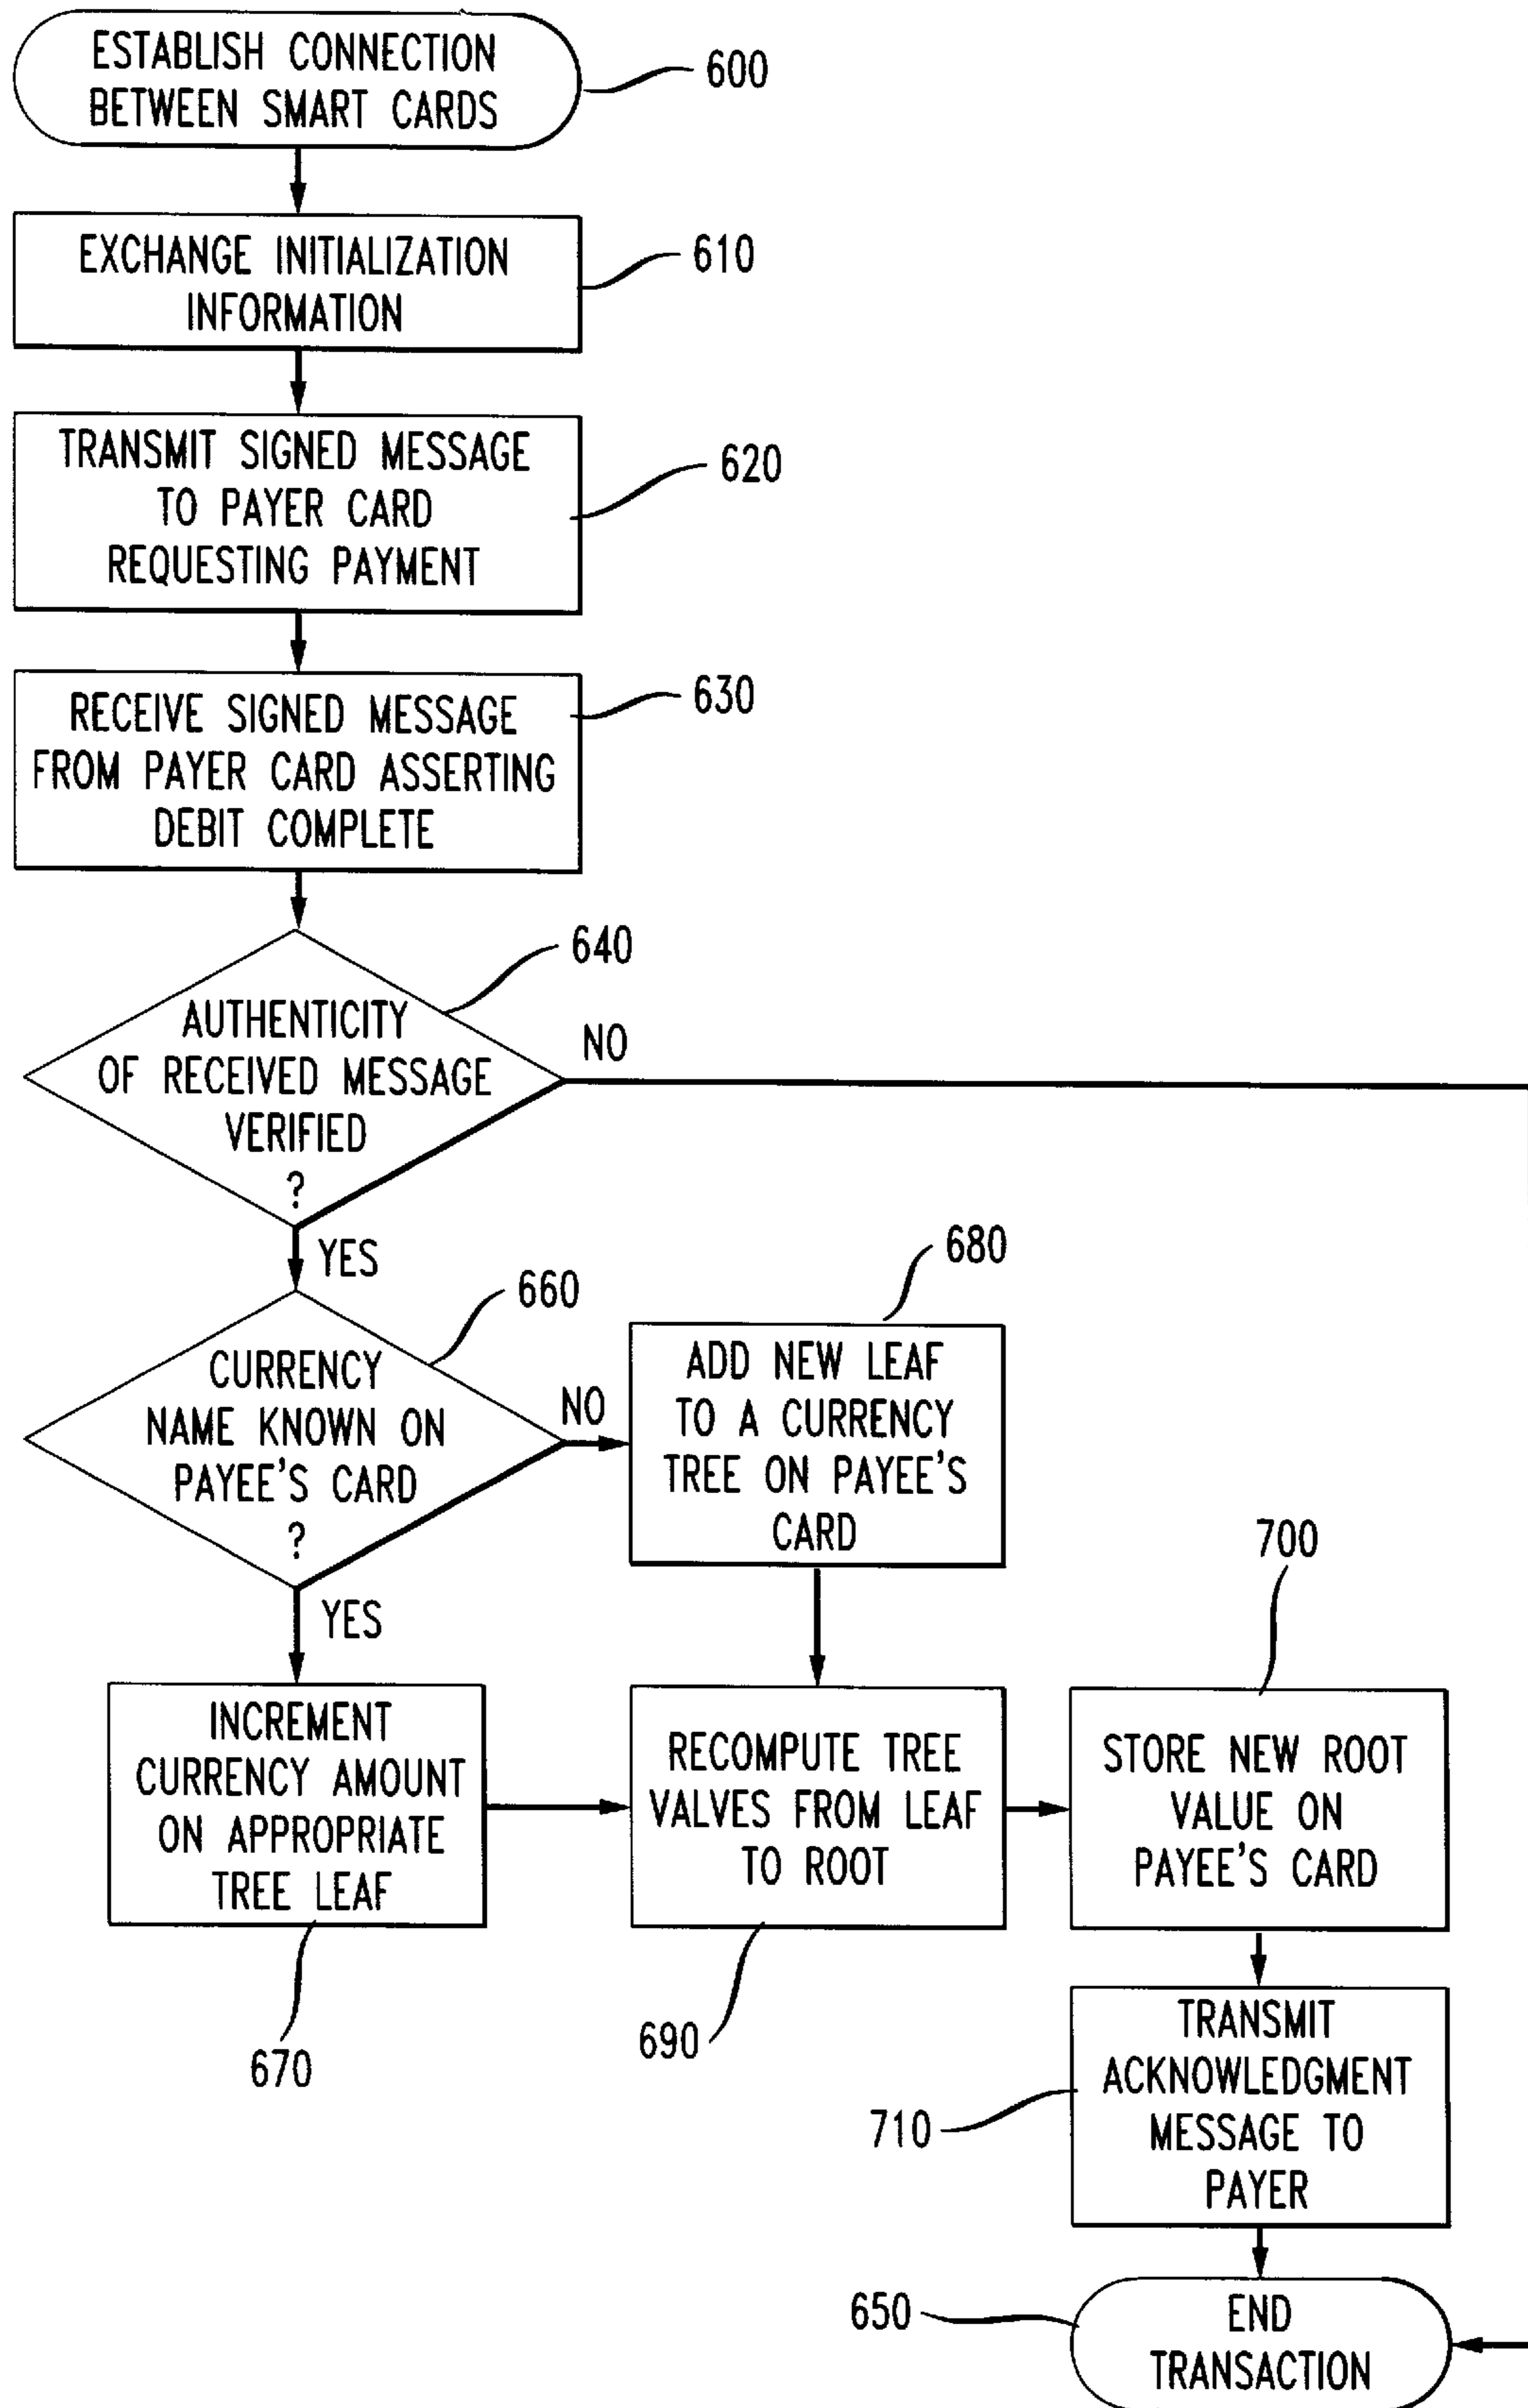 ESTABLISH CONNECTION
BETWEEN SMART CARDS
600
EXCHANGE INITIALIZATION
INFORMATION
610
TRANSMIT SIGNED MESSAGE
TO PAYER CARD
REQUESTING PAYMENT
620
RECEIVE SIGNED MESSAGE
FROM PAYER CARD ASSERTING
DEBIT COMPLETE
630
AUTHENTICITY
OF RECEIVED MESSAGE
VERIFIED
?
640
NO
YES
CURRENCY
NAME KNOWN ON
PAYEE'S CARD
?
660
NO
YES
ADD NEW LEAF
TO A CURRENCY
TREE ON PAYEE'S
CARD
680
INCREMENT
CURRENCY AMOUNT
ON APPROPRIATE
TREE LEAF
670
RECOMPUTE TREE
VALVES FROM LEAF
TO ROOT
690
STORE NEW ROOT
VALUE ON
PAYEE'S CARD
700
TRANSMIT
ACKNOWLEDGMENT
MESSAGE TO
PAYER
710
END
TRANSACTION
650